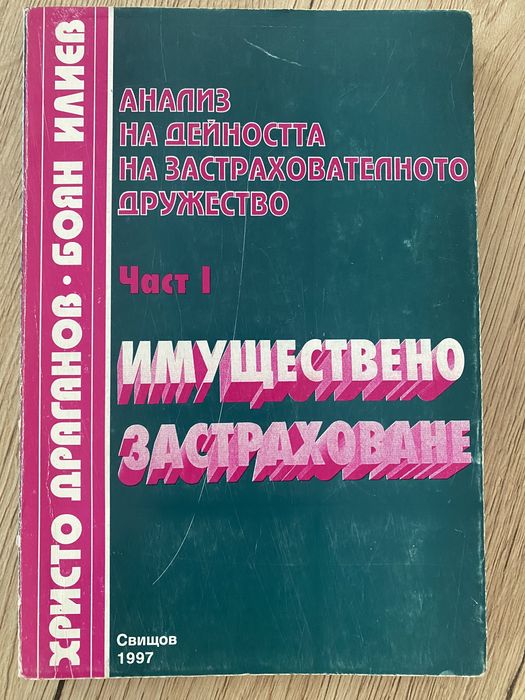 ХРИСТО ДРАГАНОВ · БОЯН ИЛИЕВ
АНАЛИЗ
НА ДЕЙНОСТТА
НА ЗАСТРАХОВАТЕЛНОТО
ДРУЖЕСТВО
Част I
ИМУЩЕСТВЕНО
ЗАСТРАХОВАНЕ
Свищов
1997